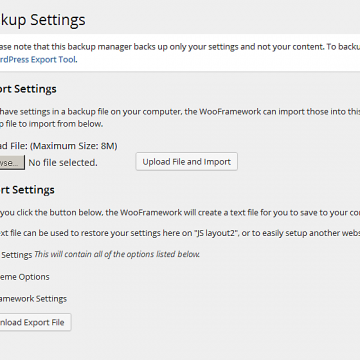 kup Settings
ase note that this backup manager backs up only your settings and not your content. To backup
rdPress Export Tool.
ort Settings
have settings in a backup file on your computer, the WooFramework can import those into this
p file to import from below.
ad File: (Maximum Size: 8M)
wse... No file selected. Upload File and Import
rt Settings
you click the button below, the WooFramework will create a text file for you to save to your co
xt file can be used to restore your settings here on "JS layout2", or to easily setup another webs
Settings This will contain all of the options listed below.
eme Options
amework Settings
nload Export File